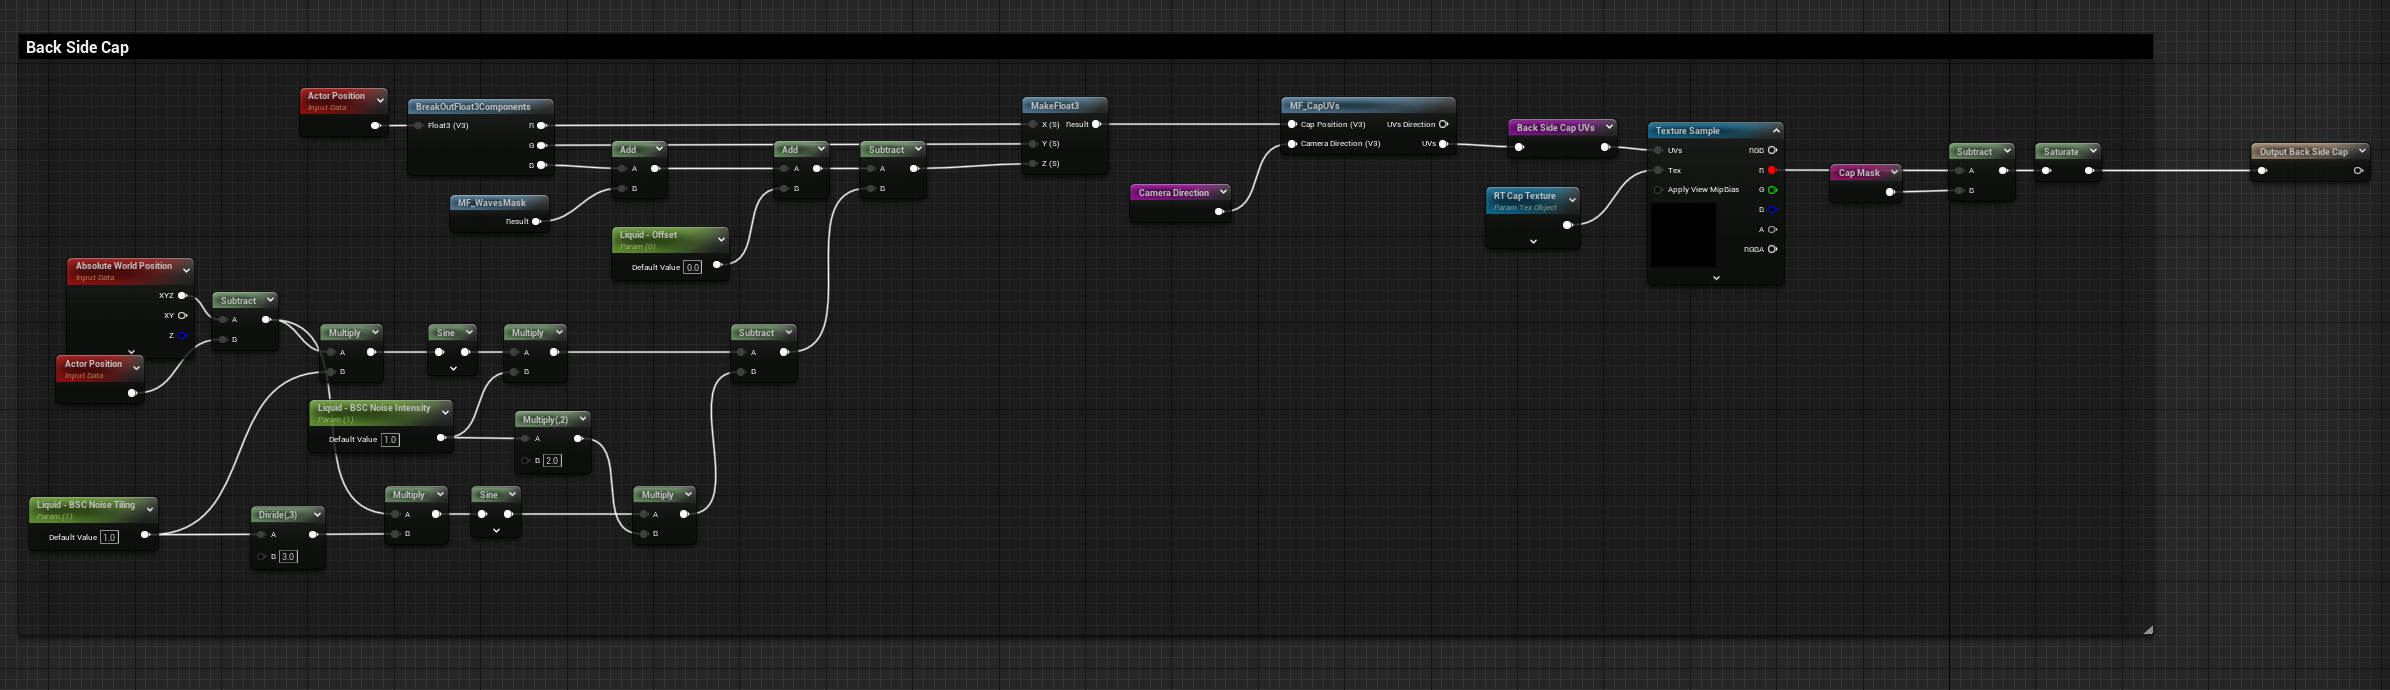 Back Side Cap
Actor Position
Input Data
BreakOutFloat3Components
Float3 (V3)
R
G
B
MF_WavesMask
Result
Add
A
B
Liquid - Offset
Param (0)
Default Value 0.0
Add
A
B
Subtract
A
B
MakeFloat3
X (S) Result
Y (S)
Z (S)
Camera Direction
MF_CapUVs
Cap Position (V3) UVs Direction
Camera Direction (V3) UVs
Back Side Cap UVs
RT Cap Texture
Param Tex Object
Texture Sample
UVs RGB
Tex R
Apply View MipBias G
B
A
RGBA
Cap Mask
Subtract
A
B
Saturate
Output Back Side Cap
Absolute World Position
Input Data
XYZ
XY
Z
Actor Position
Input Data
Subtract
A
B
Multiply
A
B
Sine
Multiply
A
B
Subtract
A
B
Liquid - BSC Noise Intensity
Param (1)
Default Value 1.0
Multiply(,2)
A
B 2.0
Liquid - BSC Noise Tiling
Param (1)
Default Value 1.0
Divide(,3)
A
B 3.0
Multiply
A
B
Sine
Multiply
A
B